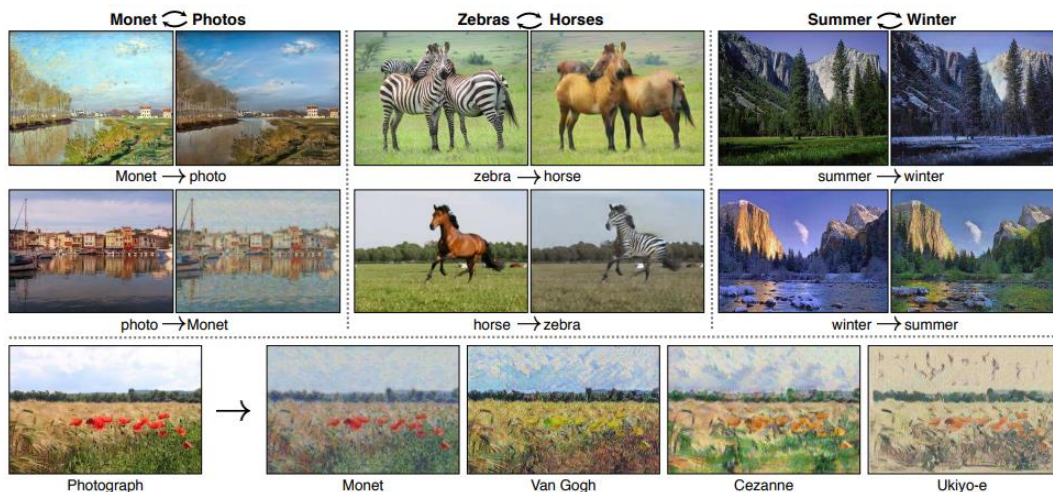 Monet Photos
Zebras Horses
Summer Winter
Monet → photo
zebra → horse
summer → winter
photo → Monet
horse → zebra
winter → summer
Photograph
Monet
Van Gogh
Cezanne
Ukiyo-e